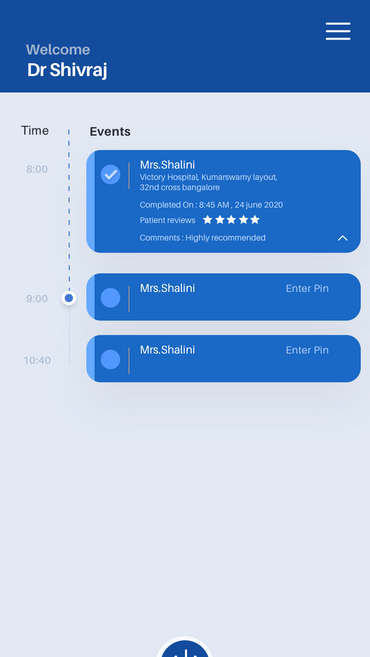 Welcome
Dr Shivraj
Time
Events
8:00
Mrs.Shalini
Victory Hospital, Kumarswamy layout,
32nd cross bangalore
Completed On : 8:45 AM , 24 june 2020
Patient reviews
Comments : Highly recommended
9:00
Mrs.Shalini
Enter Pin
10:40
Mrs.Shalini
Enter Pin